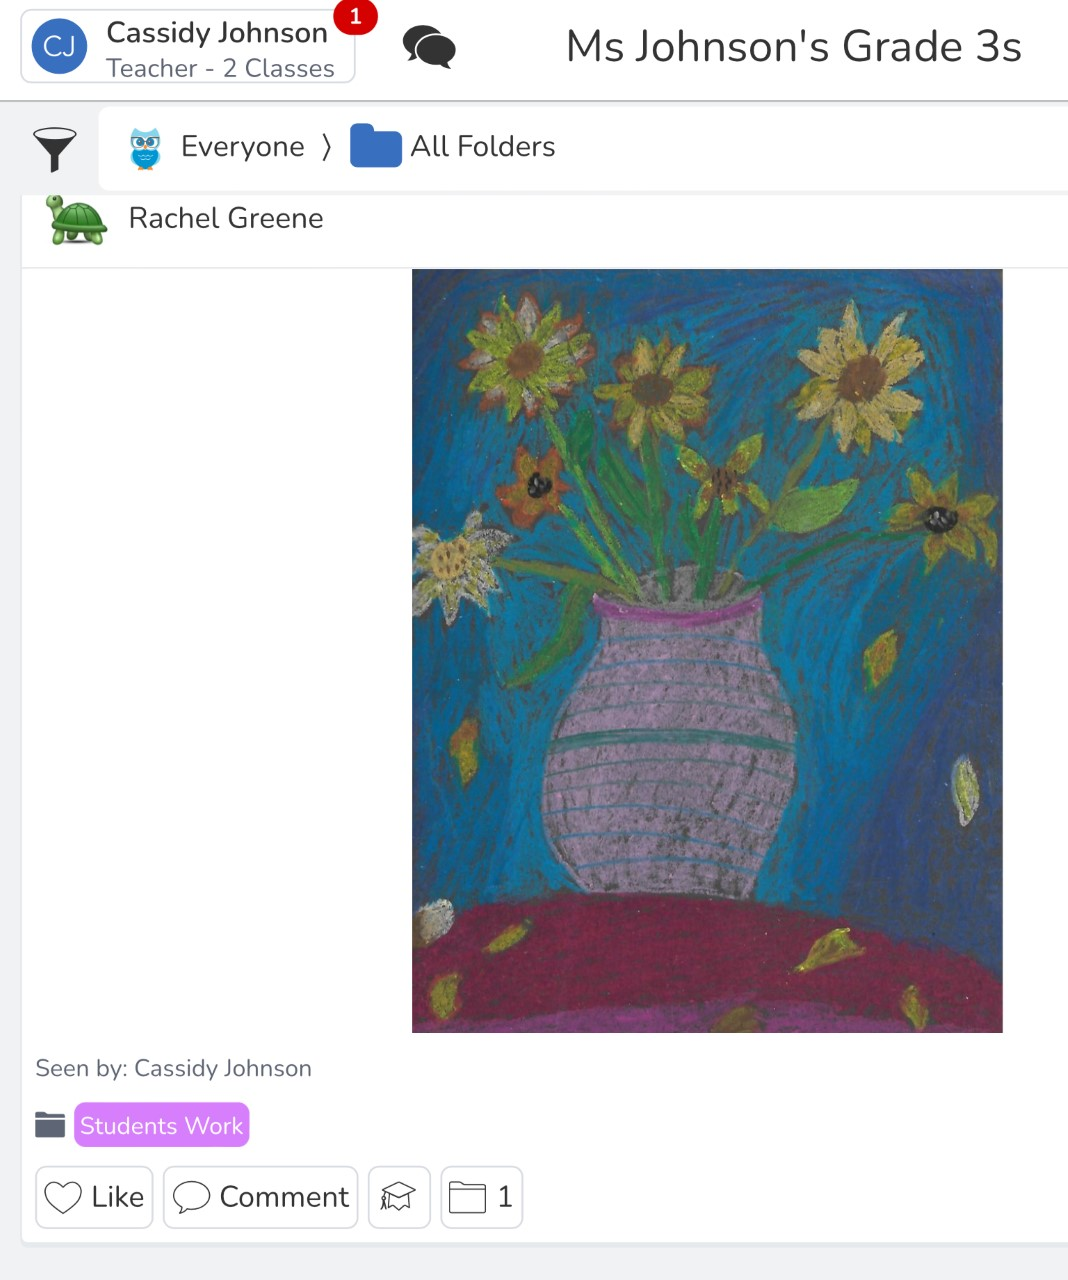 CJ
Cassidy Johnson
1
Teacher - 2 Classes
Ms Johnson's Grade 3s
Everyone 〉 All Folders
Rachel Greene
Seen by: Cassidy Johnson
Students Work
Like
Comment
1